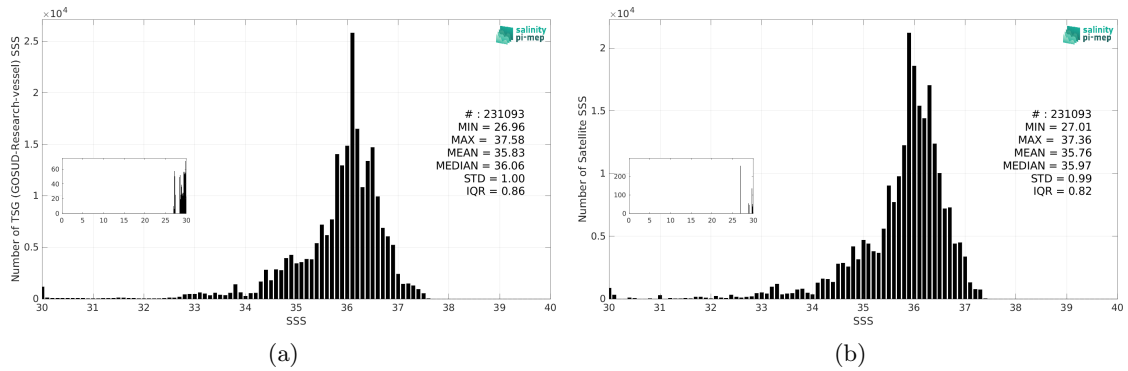 ×10⁴
2.5
2
1.5
1
0.5
0
30 31 32 33 34 35 36 37 38 39 40
SSS
Number of TSG (GOSUD-Research-vessel) SSS
salinity
pi-mep
# : 231093
MIN = 26.96
MAX = 37.58
MEAN = 35.83
MEDIAN = 36.06
STD = 1.00
IQR = 0.86
60
40
20
0
0 5 10 15 20 25 30
(a)
×10⁴
2
1.5
1
0.5
0
30 31 32 33 34 35 36 37 38 39 40
SSS
Number of Satellite SSS
salinity
pi-mep
# : 231093
MIN = 27.01
MAX = 37.36
MEAN = 35.76
MEDIAN = 35.97
STD = 0.99
IQR = 0.82
200
100
0
0 5 10 15 20 25 30
(b)